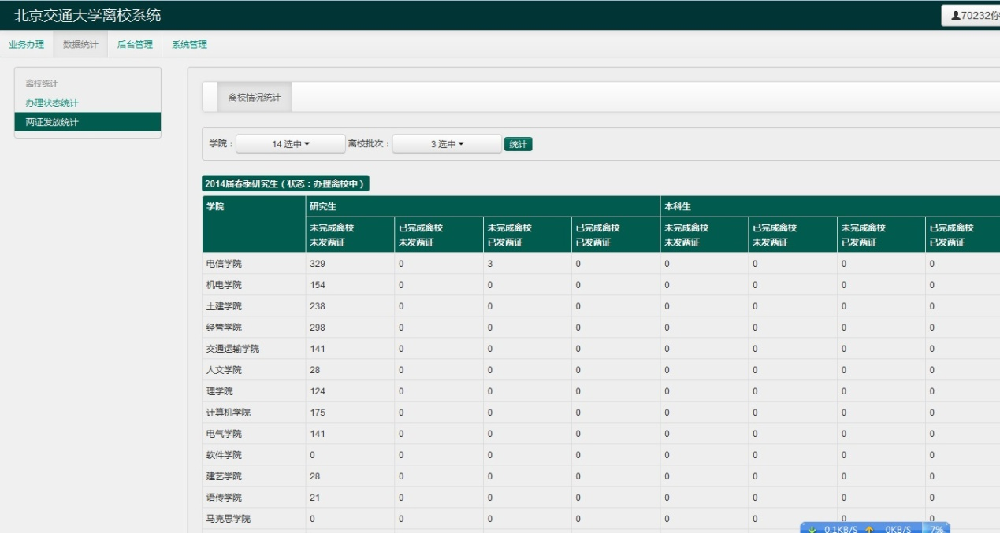 北京交通大学离校系统
70232你
业务办理 数据统计 后台管理 系统管理
离校统计
办理状态统计
两证发放统计
离校情况统计
学院： 14 选中 离校批次： 3 选中 统计
2014届春季研究生（状态：办理离校中）
学院 研究生 本科生
未完成离校 已完成离校 未完成离校 已完成离校 未完成离校 已完成离校 未完成离校 已完成离校
未发两证 未发两证 已发两证 已发两证 未发两证 未发两证 已发两证 已发两证
电信学院 329 0 3 0 0 0 0 0
机电学院 154 0 0 0 0 0 0 0
土建学院 238 0 0 0 0 0 0 0
经管学院 298 0 0 0 0 0 0 0
交通运输学院 141 0 0 0 0 0 0 0
人文学院 28 0 0 0 0 0 0 0
理学院 124 0 0 0 0 0 0 0
计算机学院 175 0 0 0 0 0 0 0
电气学院 141 0 0 0 0 0 0 0
软件学院 0 0 0 0 0 0 0 0
建艺学院 28 0 0 0 0 0 0 0
语传学院 21 0 0 0 0 0 0 0
马克思学院 0 0 0 0 0 0 0 0
0.1KB/S 0KB/S 7%